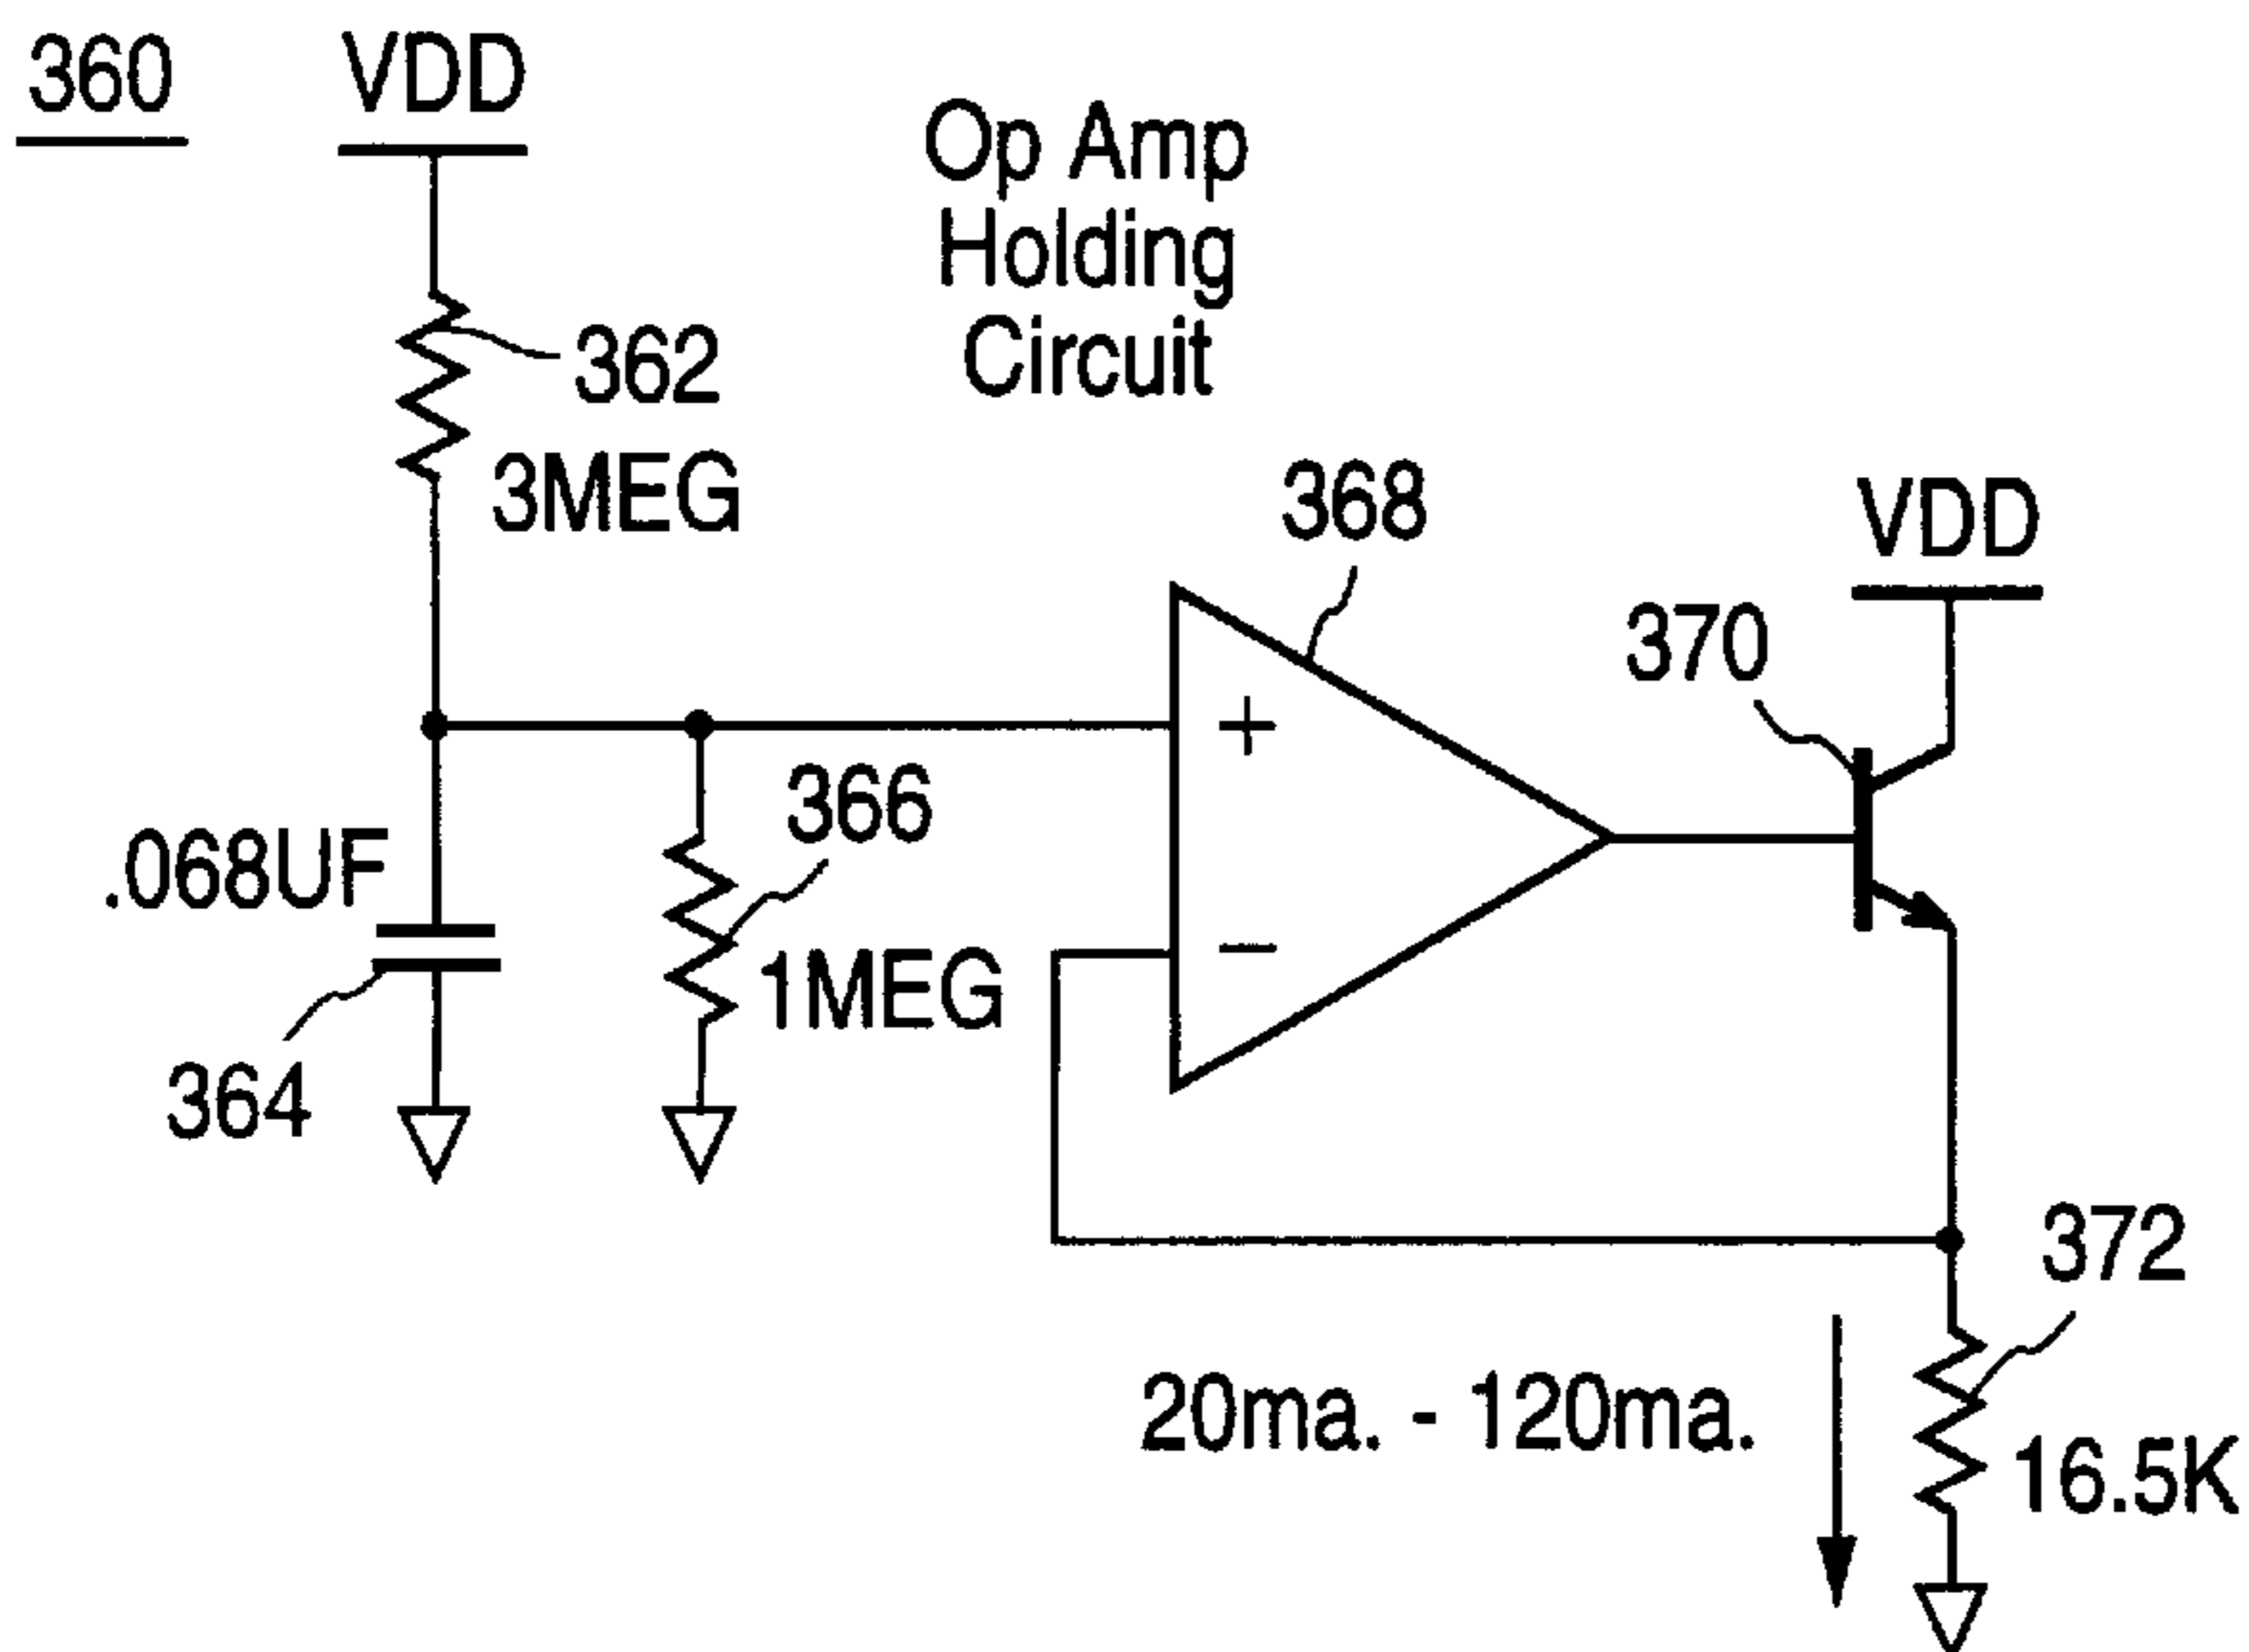 360
VDD
Op Amp
Holding
Circuit
362
3MEG
368
VDD
370
+
366
.068UF
−
1MEG
364
372
20ma. - 120ma.
16.5K